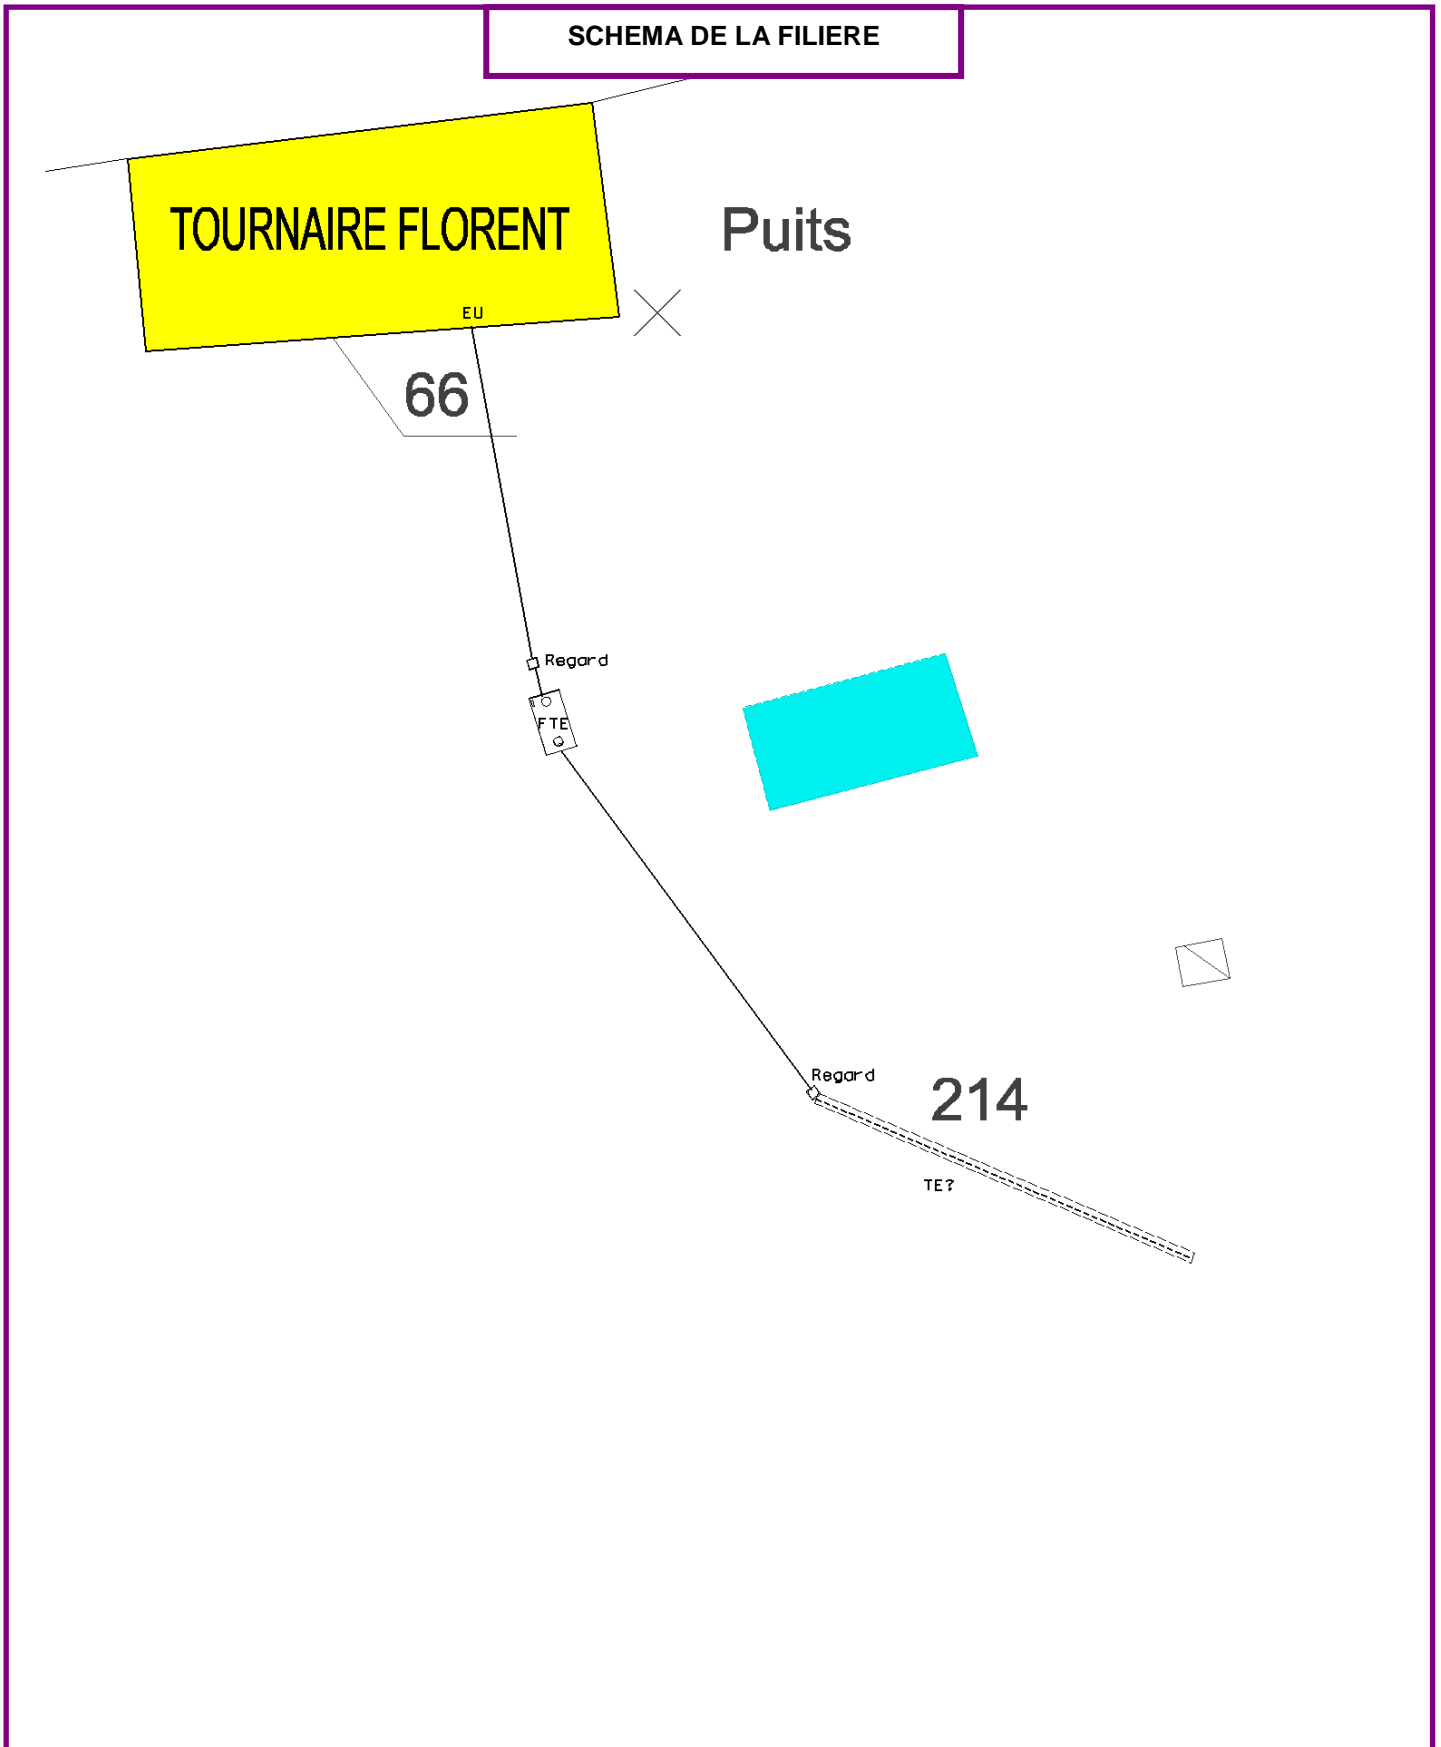 SCHEMA DE LA FILIERE
TOURNAIRE FLORENT
Puits
EU
66
Regard
FTE
Regard
214
TE?